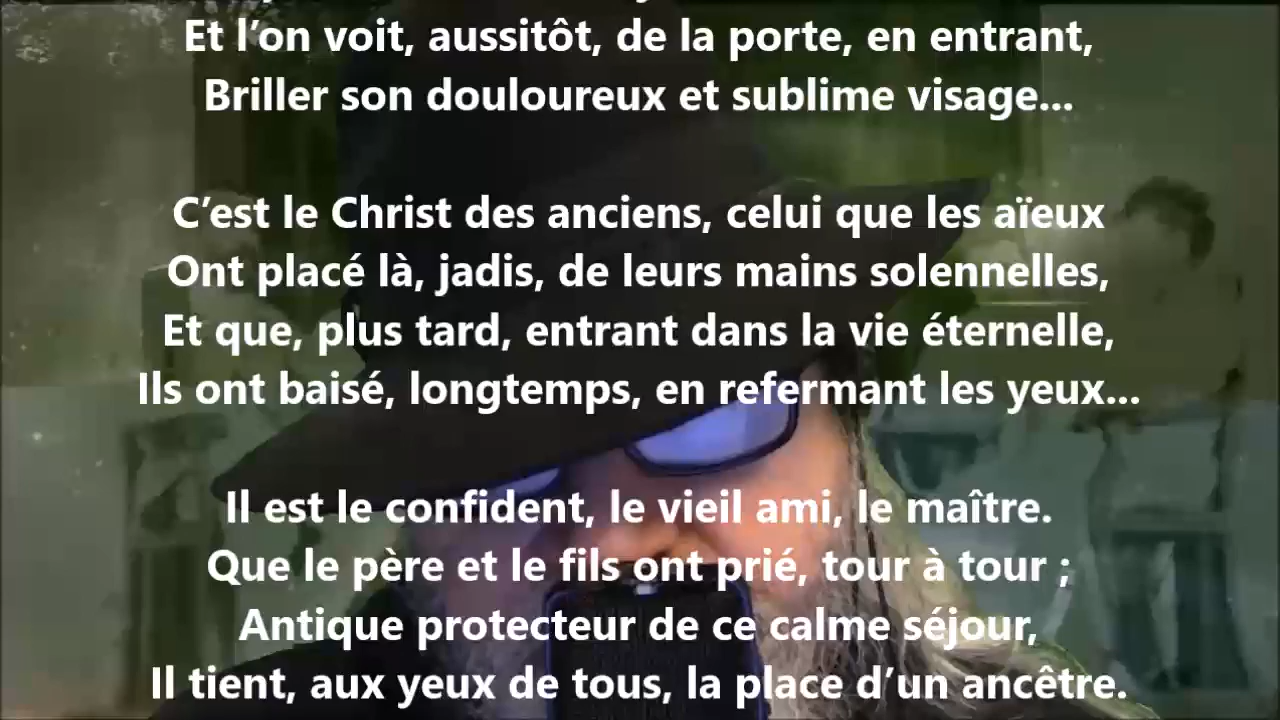 Et l’on voit, aussitôt, de la porte, en entrant,
Briller son douloureux et sublime visage...
C’est le Christ des anciens, celui que les aïeux
Ont placé là, jadis, de leurs mains solennelles,
Et que, plus tard, entrant dans la vie éternelle,
Ils ont baisé, longtemps, en refermant les yeux...
Il est le confident, le vieil ami, le maître.
Que le père et le fils ont prié, tour à tour ;
Antique protecteur de ce calme séjour,
Il tient, aux yeux de tous, la place d’un ancêtre.